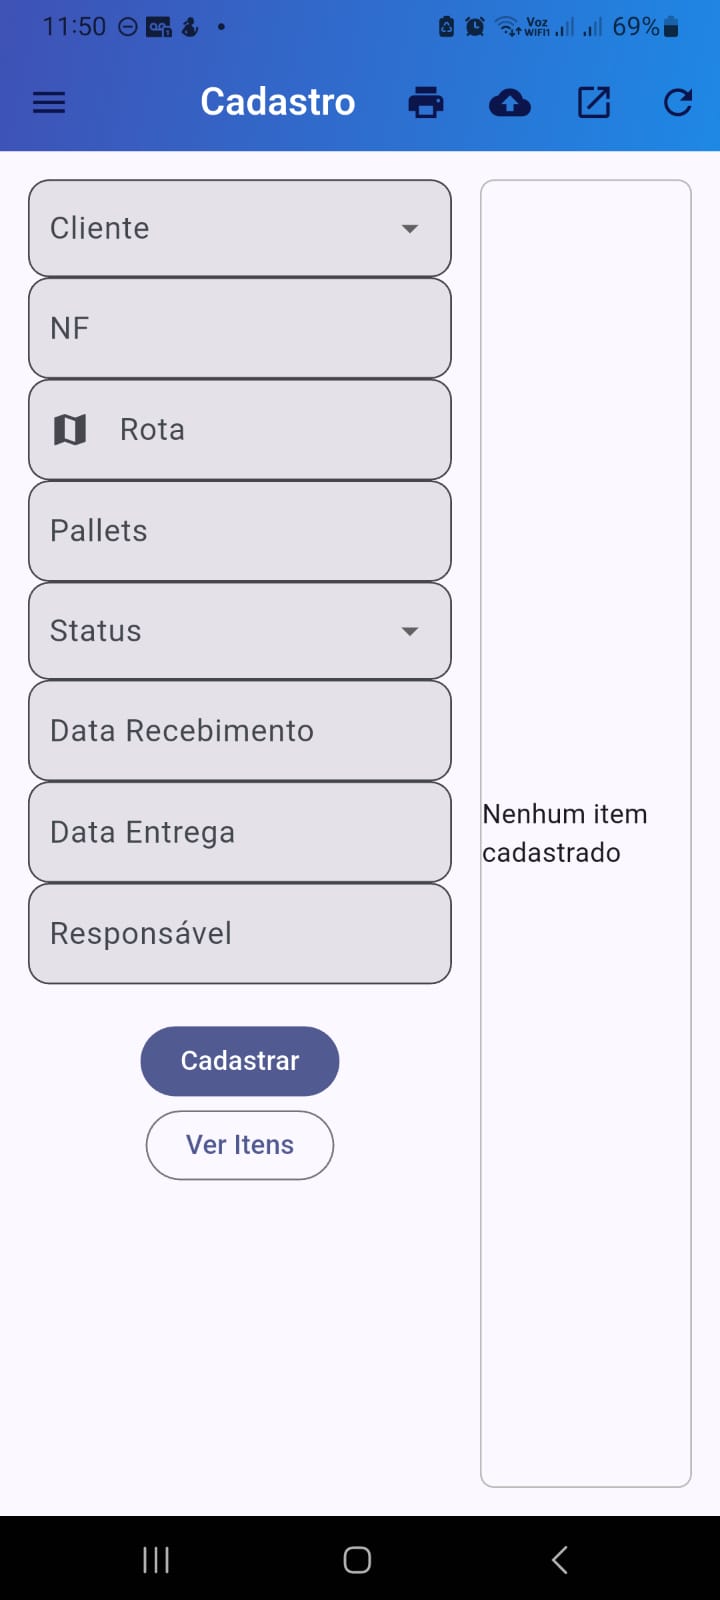 11:50
Voz
WIFI1
69%
Cadastro
Cliente
NF
Rota
Pallets
Status
Data Recebimento
Data Entrega
Responsável
Nenhum item
cadastrado
Cadastrar
Ver Itens